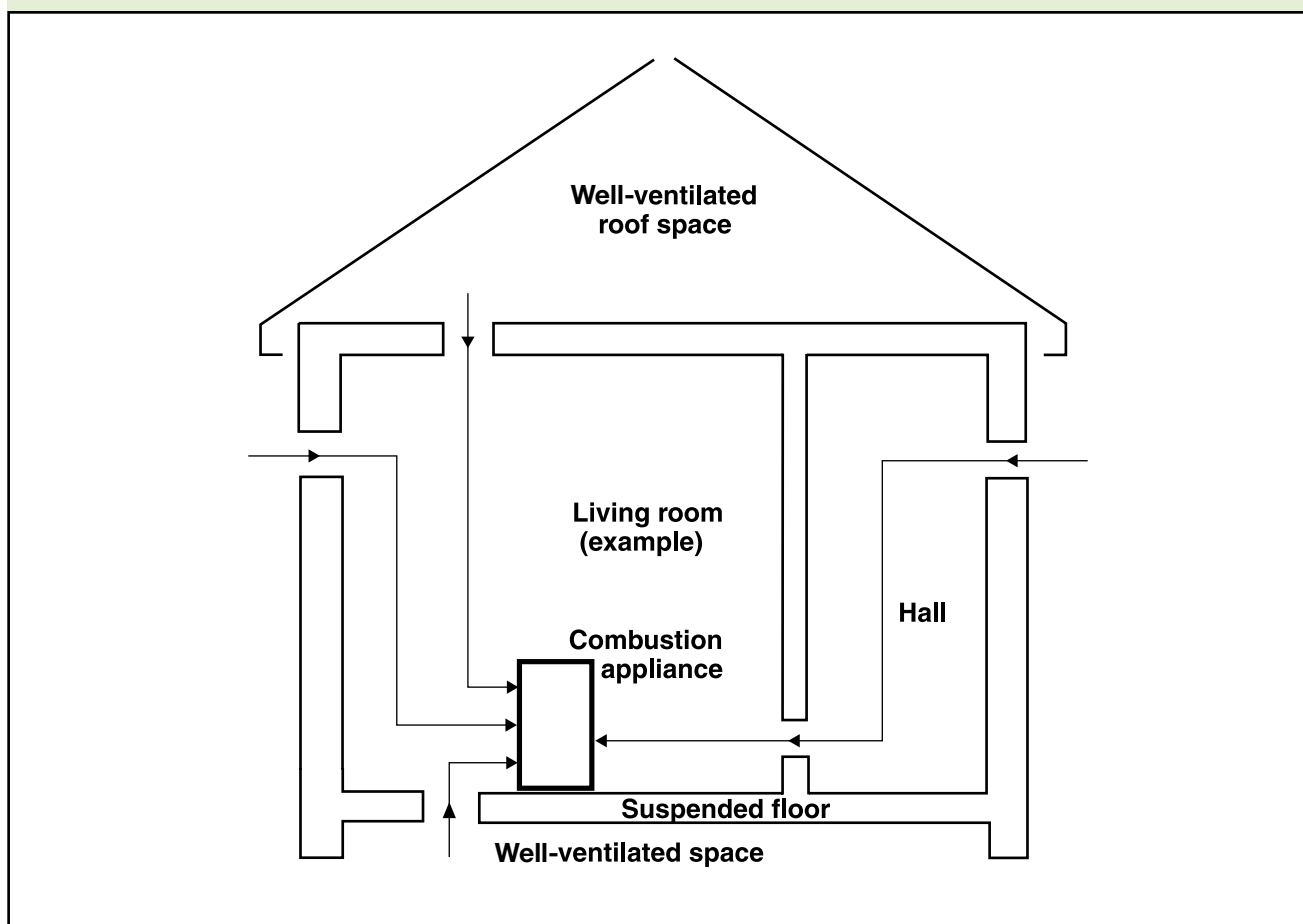 Well-ventilated
roof space
Living room
(example)
Hall
Combustion
appliance
Suspended floor
Well-ventilated space